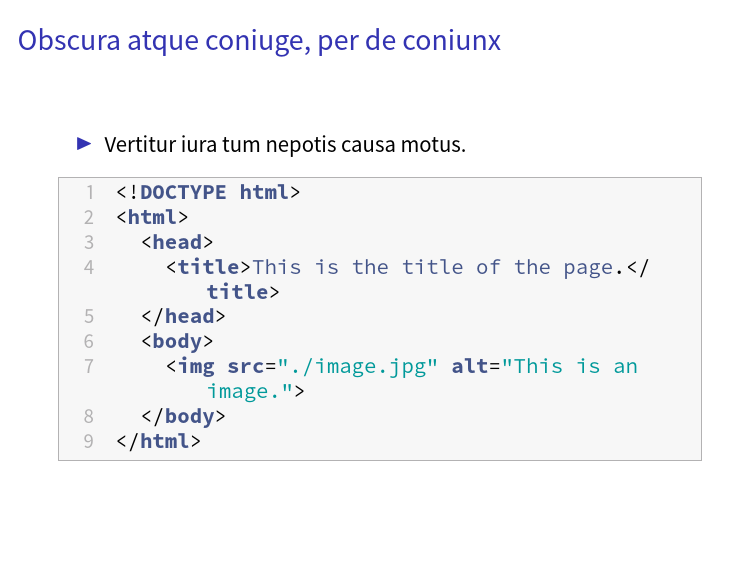 Obscura atque coniuge, per de coniunx
► Vertitur iura tum nepotis causa motus.
1 <!DOCTYPE html>
2 <html>
3   <head>
4     <title>This is the title of the page.</
title>
5   </head>
6   <body>
7     <img src="./image.jpg" alt="This is an
image.">
8   </body>
9 </html>